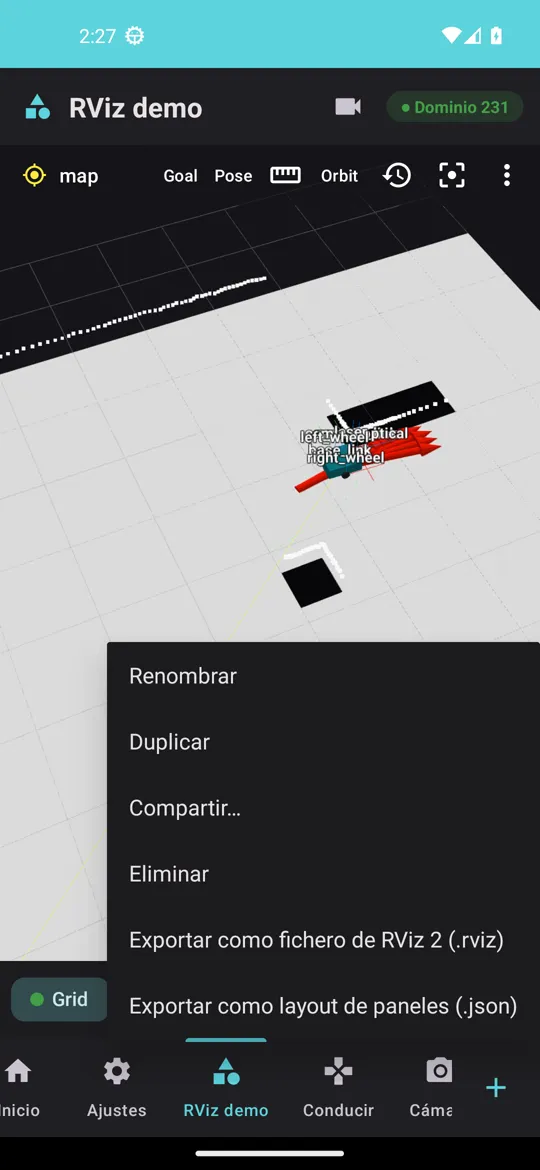 2:27
RViz demo
Dominio 231
map
Goal
Pose
Orbit
left_wheel
base_link
right_wheel
Renombrar
Duplicar
Compartir…
Eliminar
Exportar como fichero de RViz 2 (.rviz)
Exportar como layout de paneles (.json)
Grid
nicio
Ajustes
RViz demo
Conducir
Cáma
+